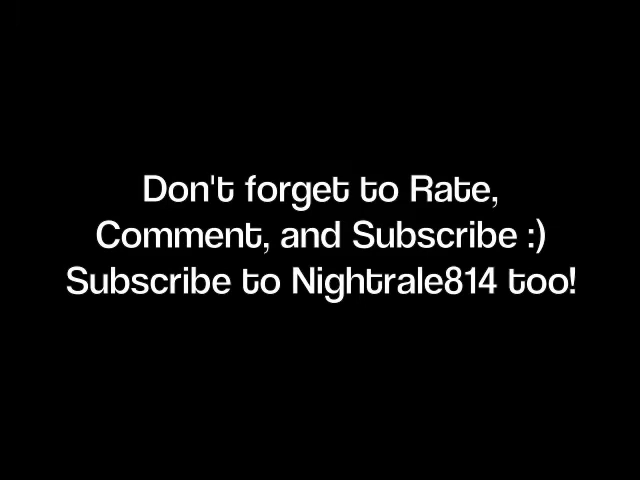 Don't forget to Rate,
Comment, and Subscribe :)
Subscribe to Nightrale814 too!